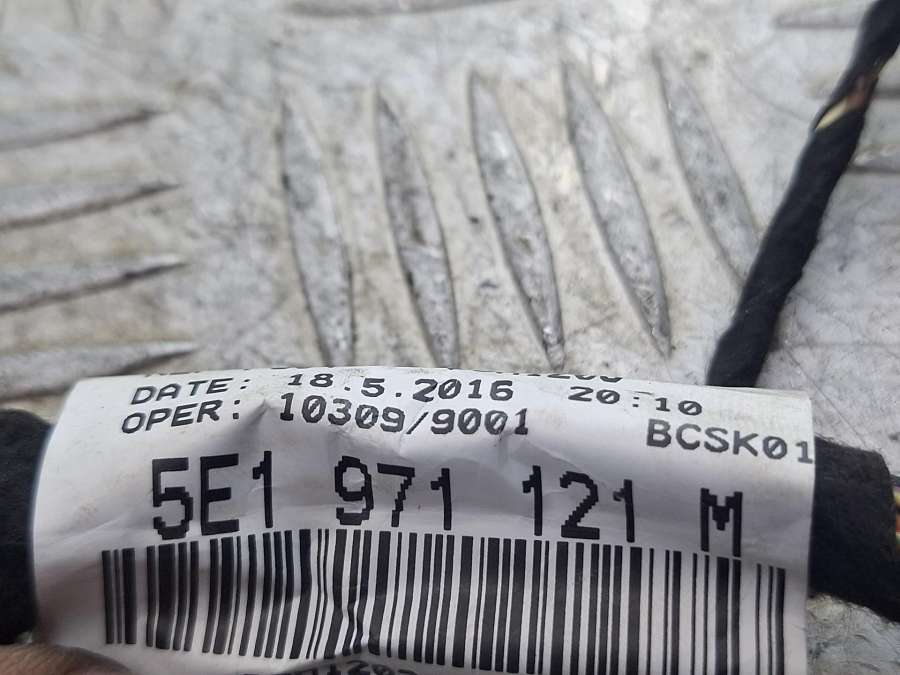 DATE: 18.5.2016 20:10
OPER: 10309/9001 BCSK01
5E1 971 121 M